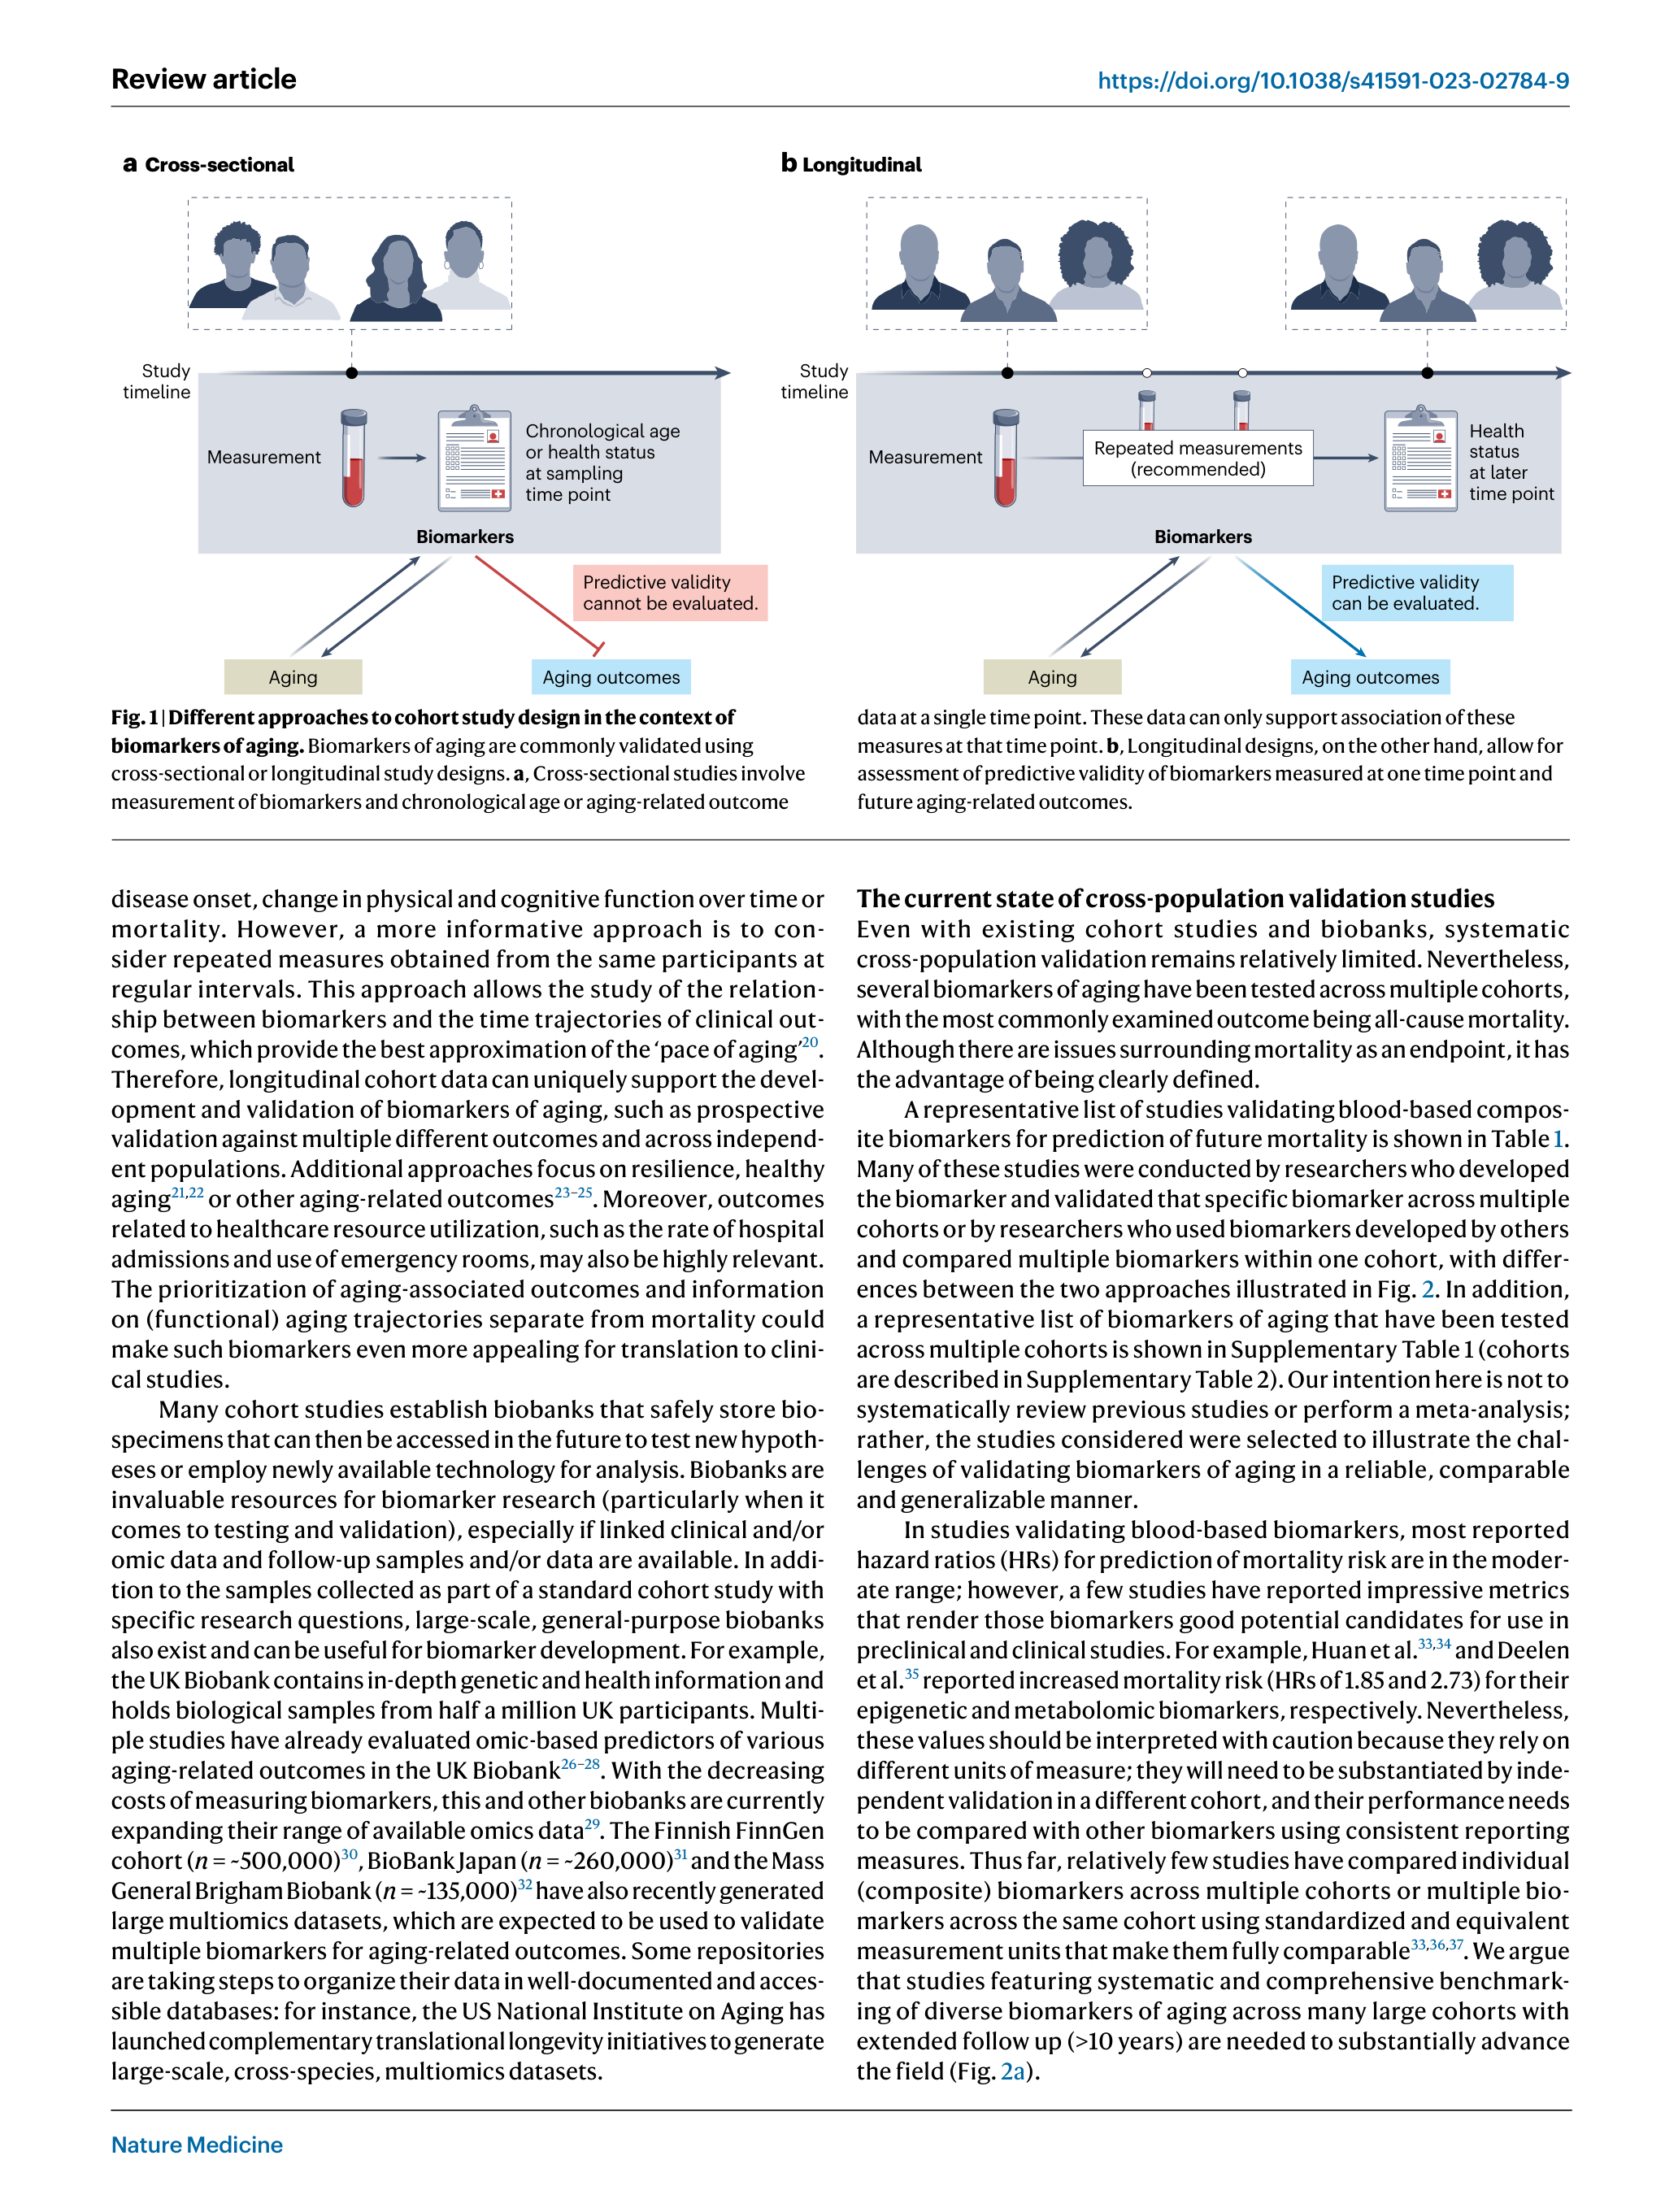 Review article
https://doi.org/10.1038/s41591-023-02784-9
a Cross-sectional
Study
timeline
Measurement
Chronological age
or health status
at sampling
time point
Biomarkers
Predictive validity
cannot be evaluated.
Aging
Aging outcomes
b Longitudinal
Study
timeline
Measurement
Repeated measurements
(recommended)
Health
status
at later
time point
Biomarkers
Predictive validity
can be evaluated.
Aging
Aging outcomes
Fig. 1 | Different approaches to cohort study design in the context of
biomarkers of aging. Biomarkers of aging are commonly validated using
cross-sectional or longitudinal study designs. a, Cross-sectional studies involve
measurement of biomarkers and chronological age or aging-related outcome
data at a single time point. These data can only support association of these
measures at that time point. b, Longitudinal designs, on the other hand, allow for
assessment of predictive validity of biomarkers measured at one time point and
future aging-related outcomes.
disease onset, change in physical and cognitive function over time or
mortality. However, a more informative approach is to con-
sider repeated measures obtained from the same participants at
regular intervals. This approach allows the study of the relation-
ship between biomarkers and the time trajectories of clinical out-
comes, which provide the best approximation of the ‘pace of aging’20.
Therefore, longitudinal cohort data can uniquely support the devel-
opment and validation of biomarkers of aging, such as prospective
validation against multiple different outcomes and across independ-
ent populations. Additional approaches focus on resilience, healthy
aging21,22 or other aging-related outcomes23–25. Moreover, outcomes
related to healthcare resource utilization, such as the rate of hospital
admissions and use of emergency rooms, may also be highly relevant.
The prioritization of aging-associated outcomes and information
on (functional) aging trajectories separate from mortality could
make such biomarkers even more appealing for translation to clini-
cal studies.
Many cohort studies establish biobanks that safely store bio-
specimens that can then be accessed in the future to test new hypoth-
eses or employ newly available technology for analysis. Biobanks are
invaluable resources for biomarker research (particularly when it
comes to testing and validation), especially if linked clinical and/or
omic data and follow-up samples and/or data are available. In addi-
tion to the samples collected as part of a standard cohort study with
specific research questions, large-scale, general-purpose biobanks
also exist and can be useful for biomarker development. For example,
the UK Biobank contains in-depth genetic and health information and
holds biological samples from half a million UK participants. Multi-
ple studies have already evaluated omic-based predictors of various
aging-related outcomes in the UK Biobank26–28. With the decreasing
costs of measuring biomarkers, this and other biobanks are currently
expanding their range of available omics data29. The Finnish FinnGen
cohort (n = ~500,000)30, BioBank Japan (n = ~260,000)31 and the Mass
General Brigham Biobank (n = ~135,000)32 have also recently generated
large multiomics datasets, which are expected to be used to validate
multiple biomarkers for aging-related outcomes. Some repositories
are taking steps to organize their data in well-documented and acces-
sible databases: for instance, the US National Institute on Aging has
launched complementary translational longevity initiatives to generate
large-scale, cross-species, multiomics datasets.
The current state of cross-population validation studies
Even with existing cohort studies and biobanks, systematic
cross-population validation remains relatively limited. Nevertheless,
several biomarkers of aging have been tested across multiple cohorts,
with the most commonly examined outcome being all-cause mortality.
Although there are issues surrounding mortality as an endpoint, it has
the advantage of being clearly defined.
A representative list of studies validating blood-based compos-
ite biomarkers for prediction of future mortality is shown in Table 1.
Many of these studies were conducted by researchers who developed
the biomarker and validated that specific biomarker across multiple
cohorts or by researchers who used biomarkers developed by others
and compared multiple biomarkers within one cohort, with differ-
ences between the two approaches illustrated in Fig. 2. In addition,
a representative list of biomarkers of aging that have been tested
across multiple cohorts is shown in Supplementary Table 1 (cohorts
are described in Supplementary Table 2). Our intention here is not to
systematically review previous studies or perform a meta-analysis;
rather, the studies considered were selected to illustrate the chal-
lenges of validating biomarkers of aging in a reliable, comparable
and generalizable manner.
In studies validating blood-based biomarkers, most reported
hazard ratios (HRs) for prediction of mortality risk are in the moder-
ate range; however, a few studies have reported impressive metrics
that render those biomarkers good potential candidates for use in
preclinical and clinical studies. For example, Huan et al.33,34 and Deelen
et al.35 reported increased mortality risk (HRs of 1.85 and 2.73) for their
epigenetic and metabolomic biomarkers, respectively. Nevertheless,
these values should be interpreted with caution because they rely on
different units of measure; they will need to be substantiated by inde-
pendent validation in a different cohort, and their performance needs
to be compared with other biomarkers using consistent reporting
measures. Thus far, relatively few studies have compared individual
(composite) biomarkers across multiple cohorts or multiple bio-
markers across the same cohort using standardized and equivalent
measurement units that make them fully comparable33,36,37. We argue
that studies featuring systematic and comprehensive benchmark-
ing of diverse biomarkers of aging across many large cohorts with
extended follow up (>10 years) are needed to substantially advance
the field (Fig. 2a).
Nature Medicine